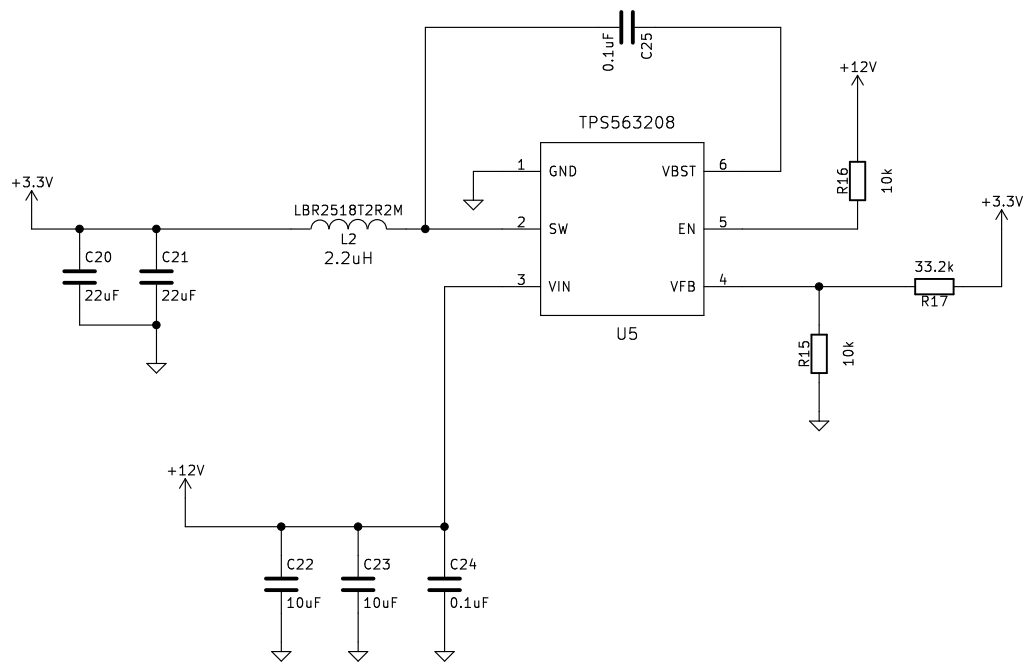 0.1uF
C25
+12V
TPS563208
1
GND
VBST
6
R16
10k
+3.3V
+3.3V
LBR2518T2R2M
L2
2.2uH
2
SW
EN
5
C20
22uF
C21
22uF
3
VIN
VFB
4
33.2k
R17
U5
R15
10k
+12V
C22
10uF
C23
10uF
C24
0.1uF